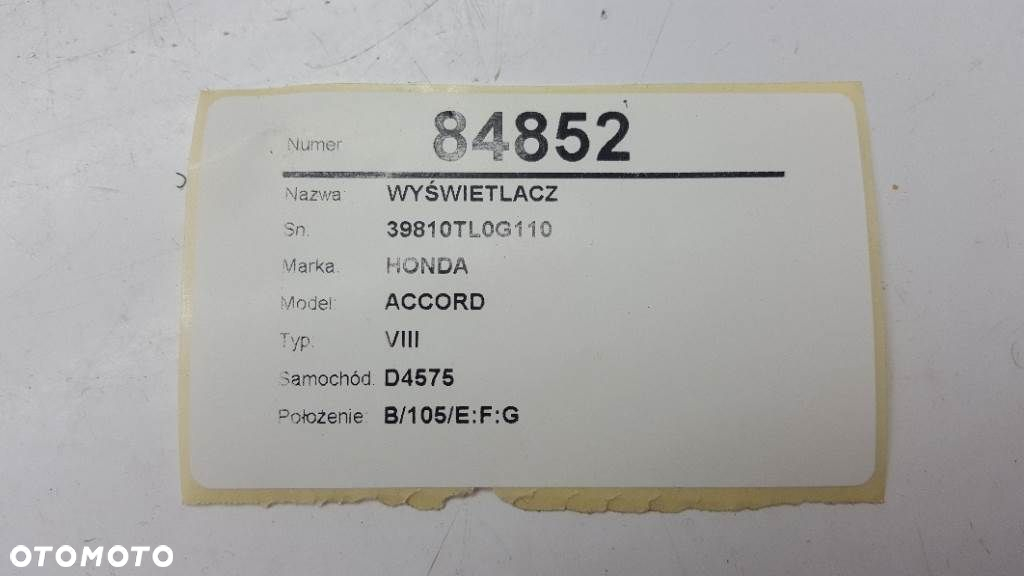 Numer 84852
Nazwa: WYŚWIETLACZ
Sn. 39810TL0G110
Marka. HONDA
Model: ACCORD
Typ. VIII
Samochód. D4575
Położenie: B/105/E:F:G
OTOMOTO